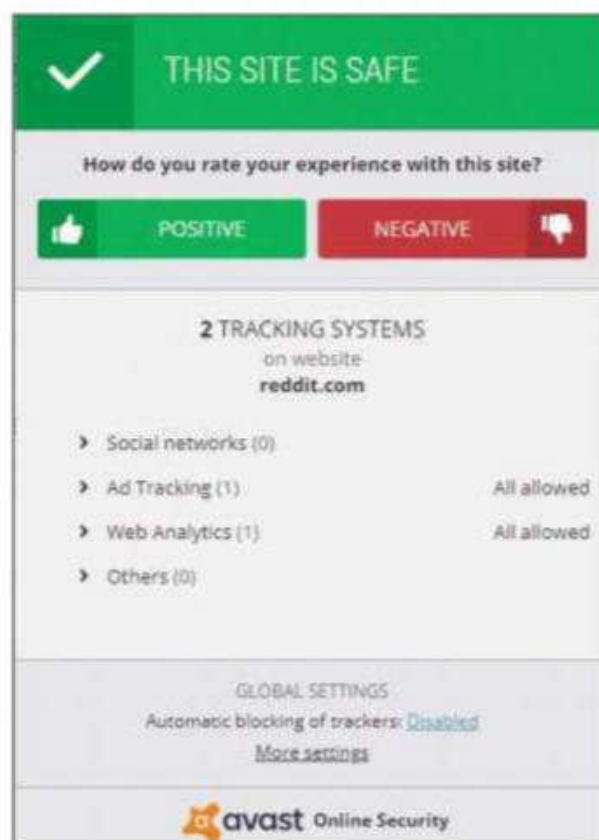 THIS SITE IS SAFE
How do you rate your experience with this site?
POSITIVE NEGATIVE
2 TRACKING SYSTEMS
on website
reddit.com
Social networks (0)
Ad Tracking (1) All allowed
Web Analytics (1) All allowed
Others (0)
GLOBAL SETTINGS
Automatic blocking of trackers: Disabled
More settings
avast Online Security